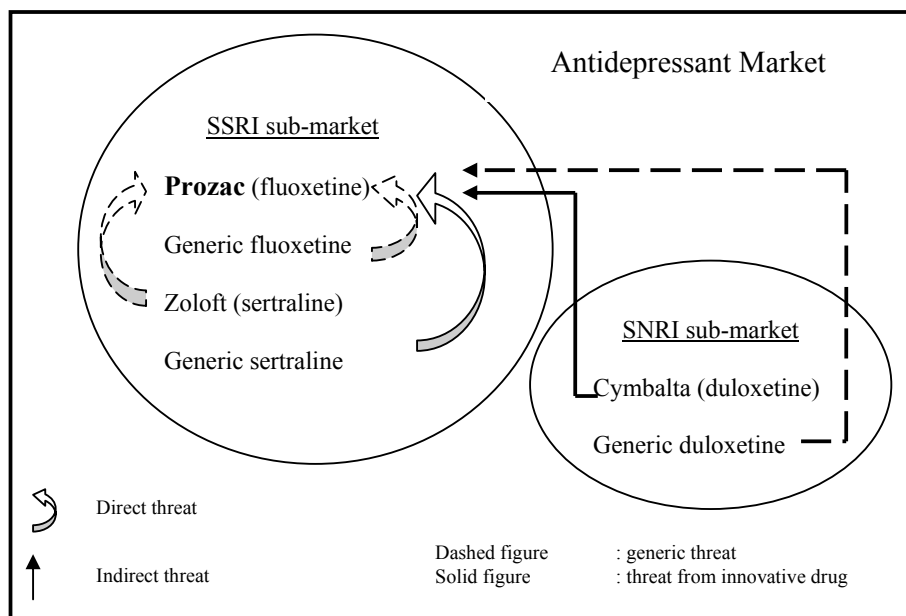 Antidepressant Market
SSRI sub-market
Prozac (fluoxetine)
Generic fluoxetine
Zoloft (sertraline)
Generic sertraline
SNRI sub-market
Cymbalta (duloxetine)
Generic duloxetine
Direct threat
Indirect threat
Dashed figure : generic threat
Solid figure : threat from innovative drug